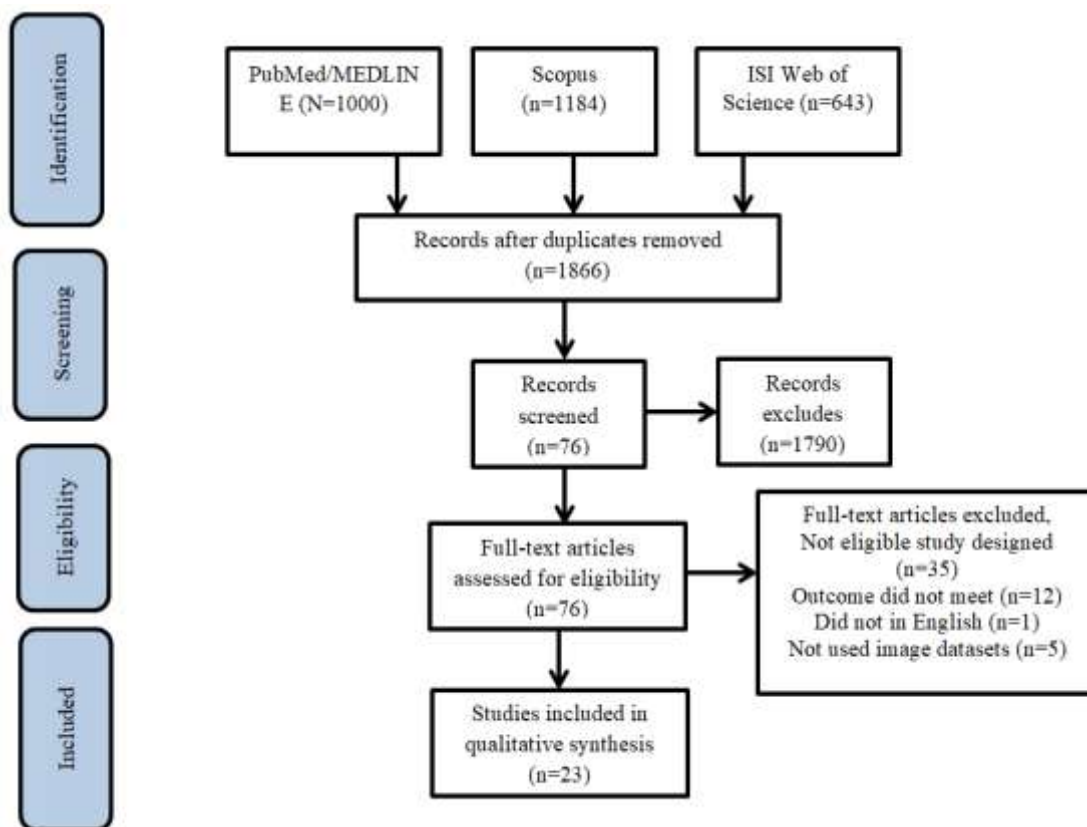 Identification
PubMed/MEDLIN
E (N=1000)
Scopus
(n=1184)
ISI Web of
Science (n=643)
Records after duplicates removed
(n=1866)
Screening
Records
screened
(n=76)
Records
excludes
(n=1790)
Eligibility
Full-text articles
assessed for eligibility
(n=76)
Full-text articles excluded,
Not eligible study designed
(n=35)
Outcome did not meet (n=12)
Did not in English (n=1)
Not used image datasets (n=5)
Included
Studies included in
qualitative synthesis
(n=23)